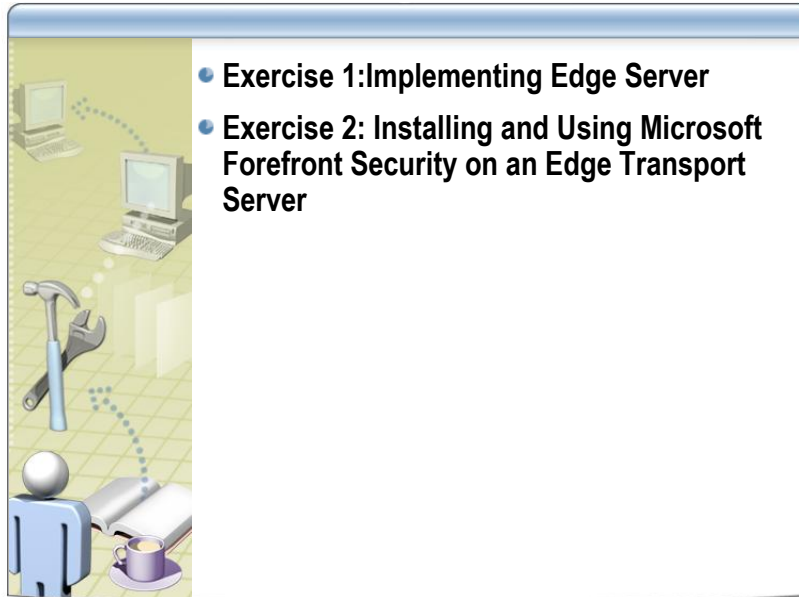 Exercise 1:Implementing Edge Server
Exercise 2: Installing and Using Microsoft
Forefront Security on an Edge Transport
Server